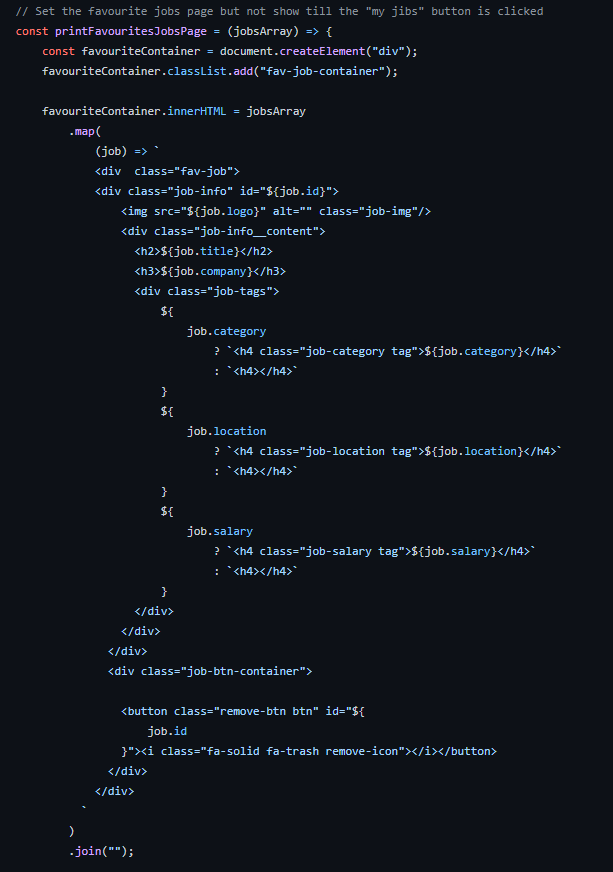 // Set the favourite jobs page but not show till the "my jibs" button is clicked
const printFavouritesJobsPage = (jobsArray) => {
    const favouriteContainer = document.createElement("div");
    favouriteContainer.classList.add("fav-job-container");

    favouriteContainer.innerHTML = jobsArray
        .map(
            (job) => `
            <div  class="fav-job">
            <div class="job-info" id="${job.id}">
                <img src="${job.logo}" alt="" class="job-img"/>
                <div class="job-info__content">
                  <h2>${job.title}</h2>
                  <h3>${job.company}</h3>
                  <div class="job-tags">
                      ${
                          job.category
                              ? `<h4 class="job-category tag">${job.category}</h4>`
                              : `<h4></h4>`
                      }
                      ${
                          job.location
                              ? `<h4 class="job-location tag">${job.location}</h4>`
                              : `<h4></h4>`
                      }
                      ${
                          job.salary
                              ? `<h4 class="job-salary tag">${job.salary}</h4>`
                              : `<h4></h4>`
                      }
                  </div>
                </div>
              </div>
              <div class="job-btn-container">

                <button class="remove-btn btn" id="${
                    job.id
                }"><i class="fa-solid fa-trash remove-icon"></i></button>
              </div>
            </div>
          `
        )
        .join("");